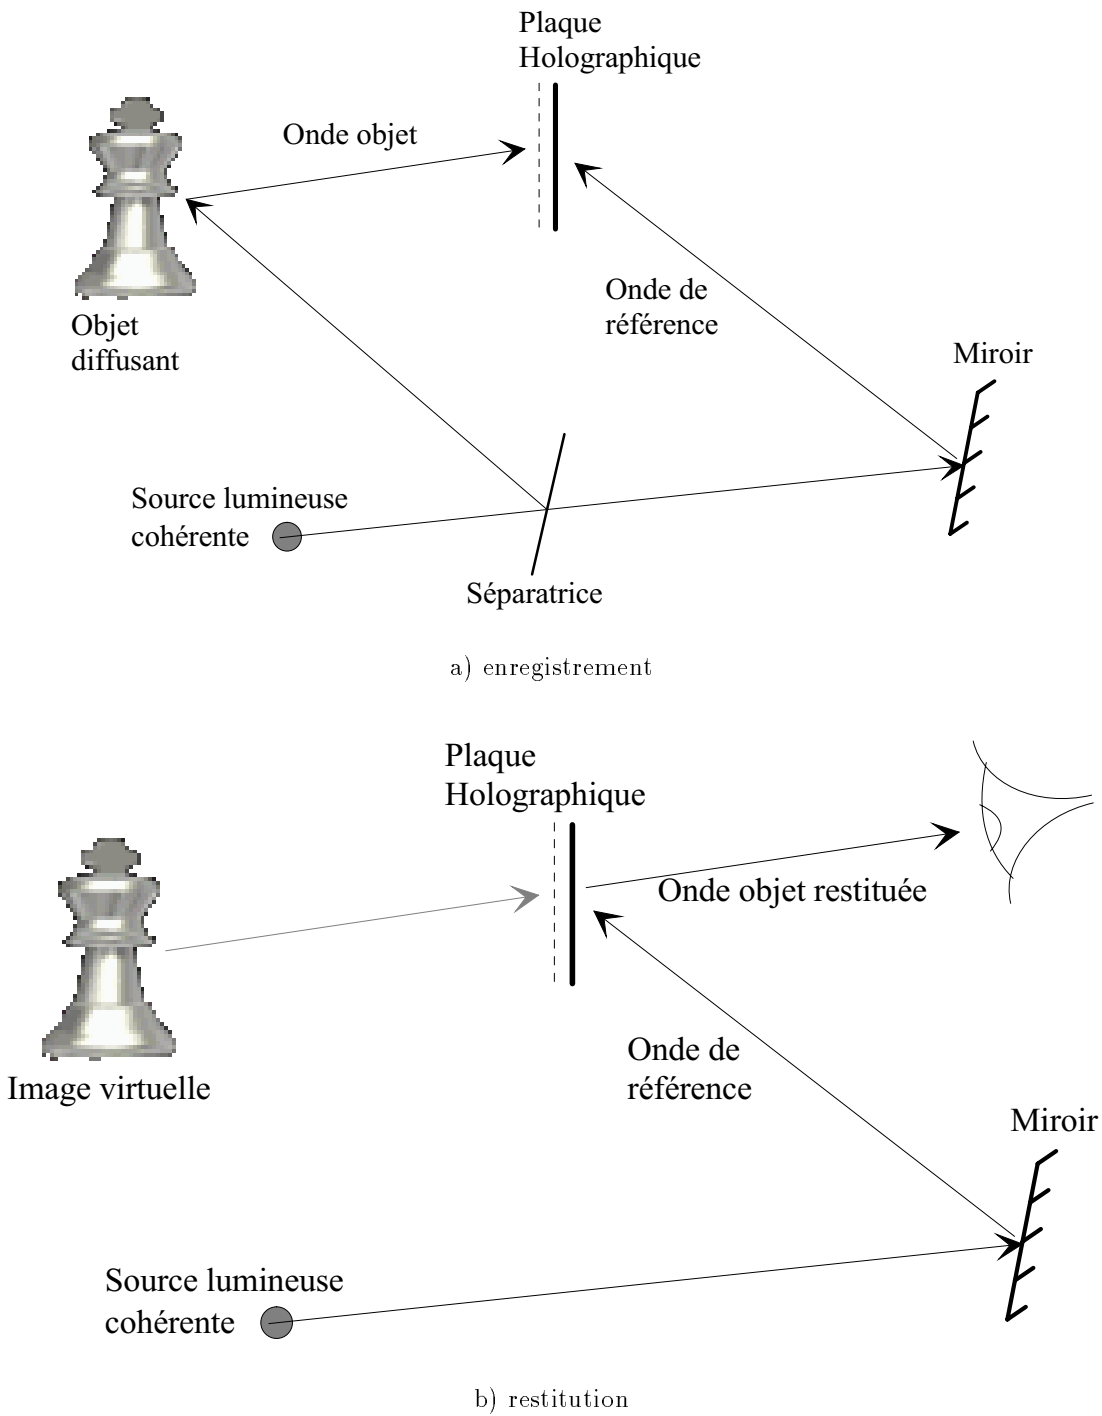 Plaque
Holographique
Onde objet
Onde de
référence
Objet
diffusant
Miroir
Source lumineuse
cohérente
Séparatrice
a) enregistrement
Plaque
Holographique
Onde objet restituée
Onde de
référence
Image virtuelle
Miroir
Source lumineuse
cohérente
b) restitution